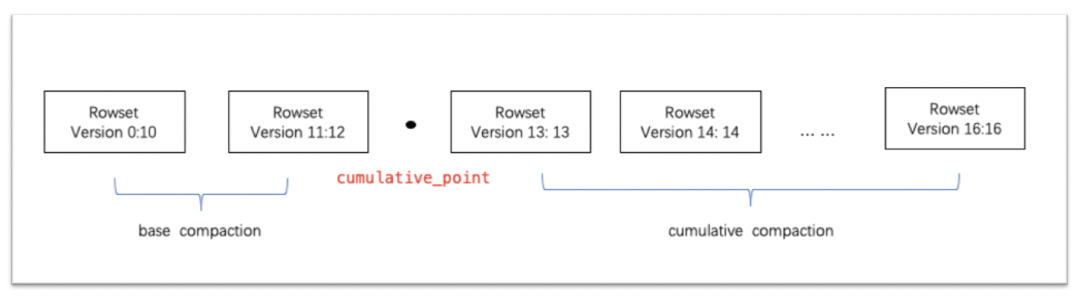 Rowset
Version 0:10
Rowset
Version 11:12
Rowset
Version 13: 13
Rowset
Version 14: 14
... ...
Rowset
Version 16:16
cumulative_point
base compaction
cumulative compaction